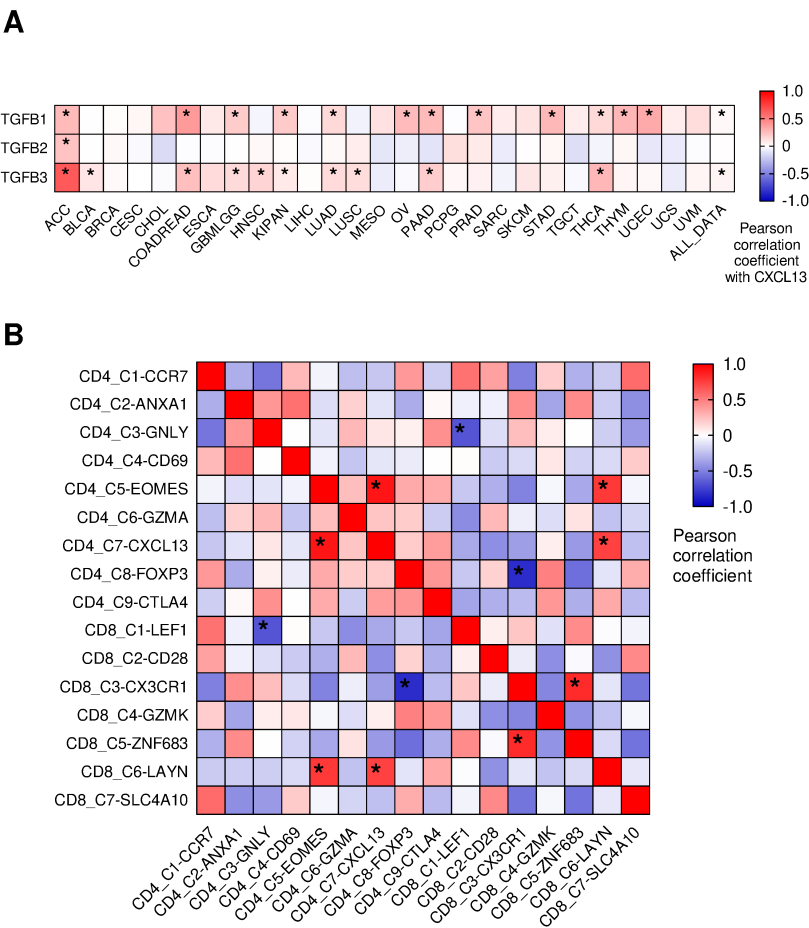 A
TGFB1
TGFB2
TGFB3
* * * * * * * * * * * * *
*
* * * * * * * * * * *
ACC
BLCA
BRCA
CESC
CHOL
COADREAD
ESCA
GBMLGG
HNSC
KIPAN
LIHC
LUAD
LUSC
MESO
OV
PAAD
PCPG
PRAD
SARC
SKCM
STAD
TGCT
THCA
THYM
UCEC
UCS
UVM
ALL_DATA
1.0
0.5
0
-0.5
-1.0
Pearson
correlation
coefficient
with CXCL13
B
CD4_C1-CCR7
CD4_C2-ANXA1
CD4_C3-GNLY *
CD4_C4-CD69
CD4_C5-EOMES * *
CD4_C6-GZMA
CD4_C7-CXCL13 * *
CD4_C8-FOXP3 *
CD4_C9-CTLA4
CD8_C1-LEF1 *
CD8_C2-CD28
CD8_C3-CX3CR1 * *
CD8_C4-GZMK
CD8_C5-ZNF683 *
CD8_C6-LAYN * *
CD8_C7-SLC4A10
CD4_C1-CCR7
CD4_C2-ANXA1
CD4_C3-GNLY
CD4_C4-CD69
CD4_C5-EOMES
CD4_C6-GZMA
CD4_C7-CXCL13
CD4_C8-FOXP3
CD4_C9-CTLA4
CD8_C1-LEF1
CD8_C2-CD28
CD8_C3-CX3CR1
CD8_C4-GZMK
CD8_C5-ZNF683
CD8_C6-LAYN
CD8_C7-SLC4A10
1.0
0.5
0
-0.5
-1.0
Pearson
correlation
coefficient